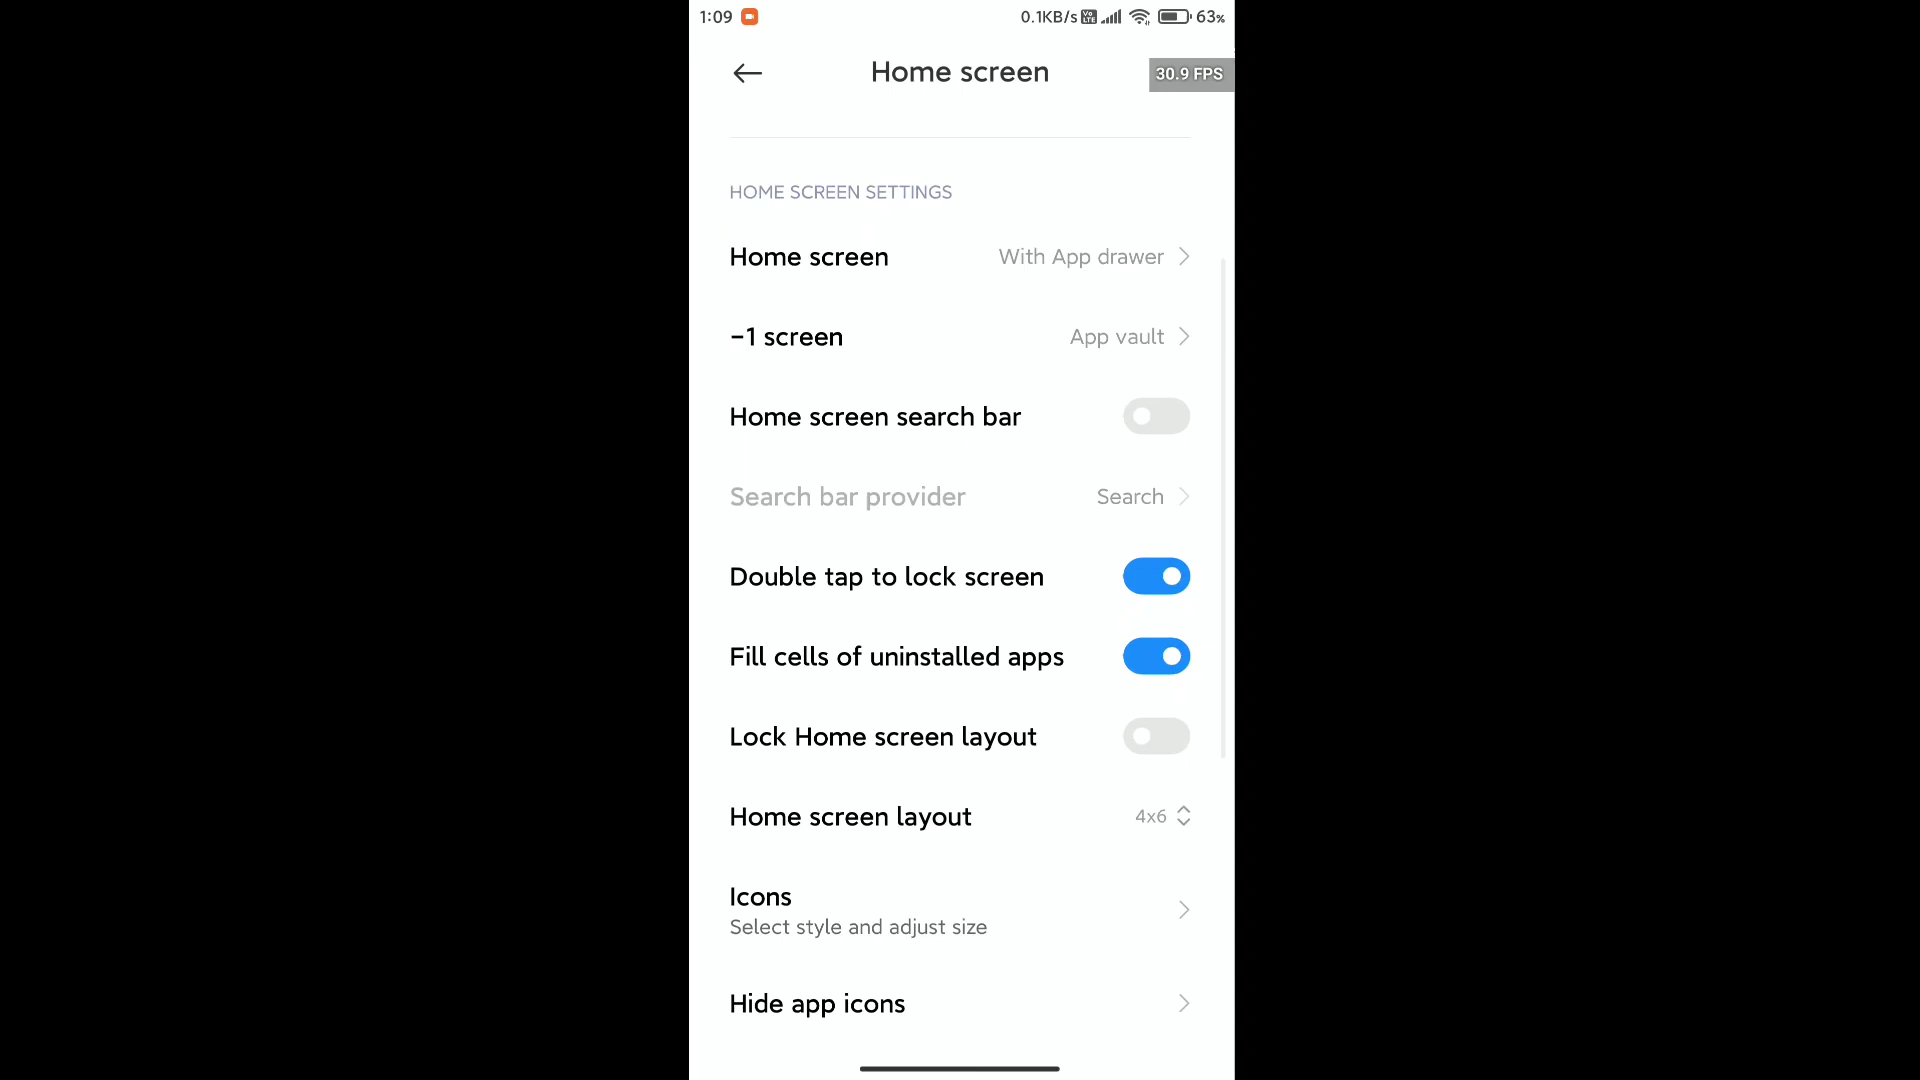 1:09 0.1KB/s Vo LTE 63%
Home screen
30.9 FPS
HOME SCREEN SETTINGS
Home screen With App drawer
-1 screen App vault
Home screen search bar
Search bar provider Search
Double tap to lock screen
Fill cells of uninstalled apps
Lock Home screen layout
Home screen layout 4x6
Icons
Select style and adjust size
Hide app icons